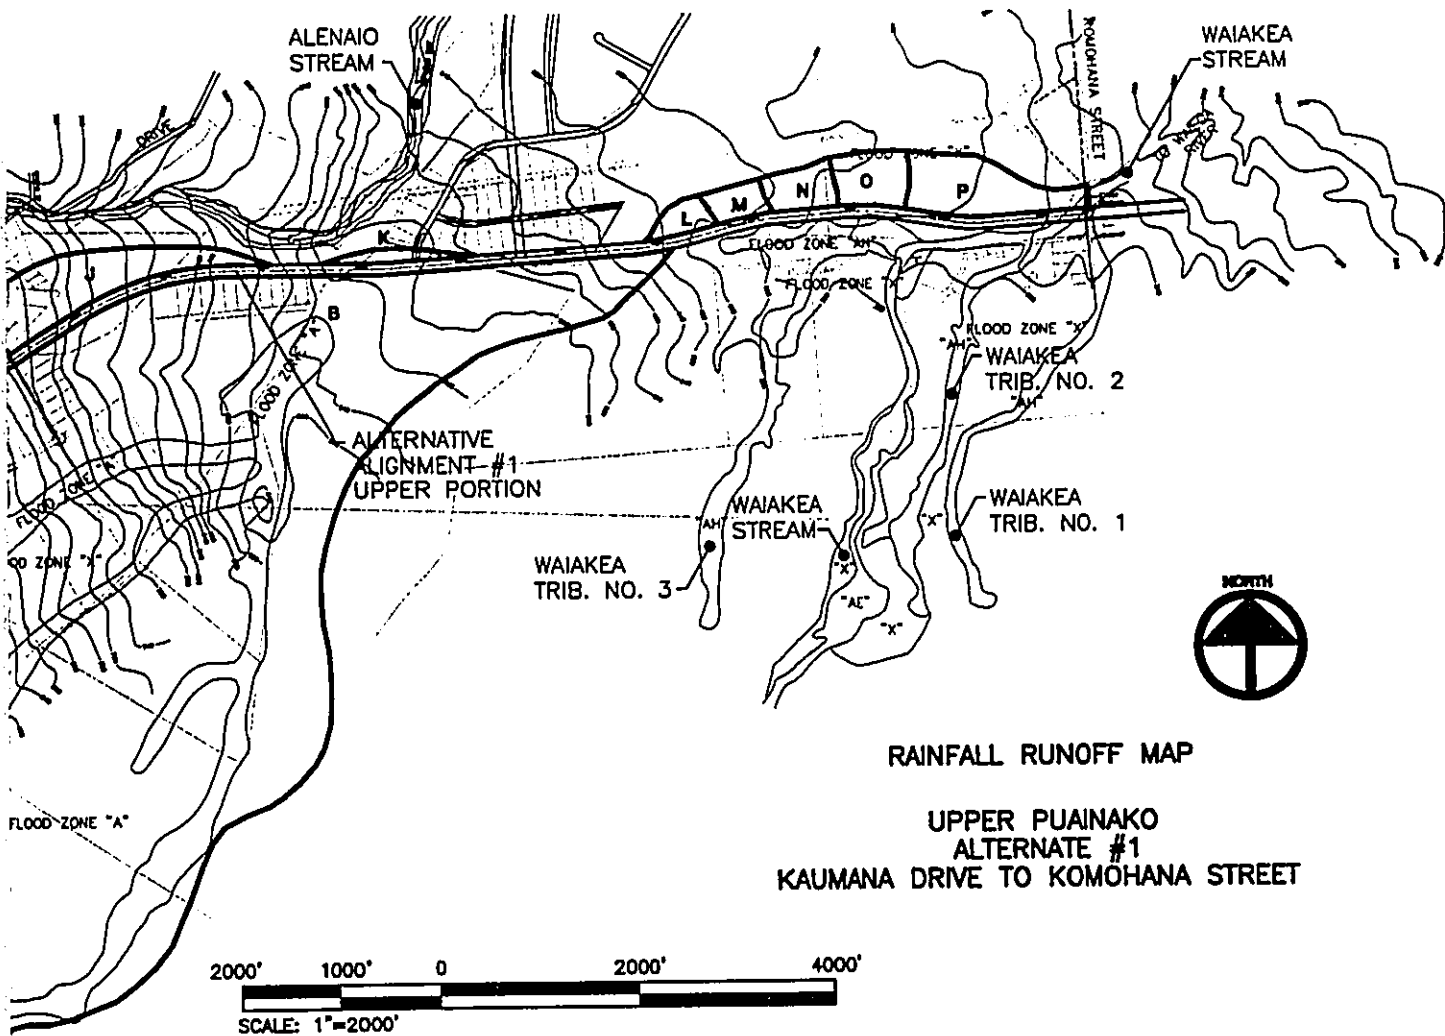 ALENAIO
STREAM
WAIAKEA
STREAM
KOMOHANA STREET
DRIVE
FLOOD ZONE "X"
L
M
N
O
P
K
J
B
FLOOD ZONE "AH"
FLOOD ZONE "X"
FLOOD ZONE "X"
"AH"
WAIAKEA
TRIB. NO. 2
"AH"
FLOOD ZONE "A"
ALTERNATIVE
ALIGNMENT #1
UPPER PORTION
FLOOD ZONE "A"
ZONE "X"
WAIAKEA
STREAM
"AH"
"X"
WAIAKEA
TRIB. NO. 1
WAIAKEA
TRIB. NO. 3
"X"
"AE"
"X"
NORTH
FLOOD ZONE "A"
RAINFALL RUNOFF MAP
UPPER PUAINAKO
ALTERNATE #1
KAUMANA DRIVE TO KOMOHANA STREET
2000' 1000' 0 2000' 4000'
SCALE: 1"=2000'